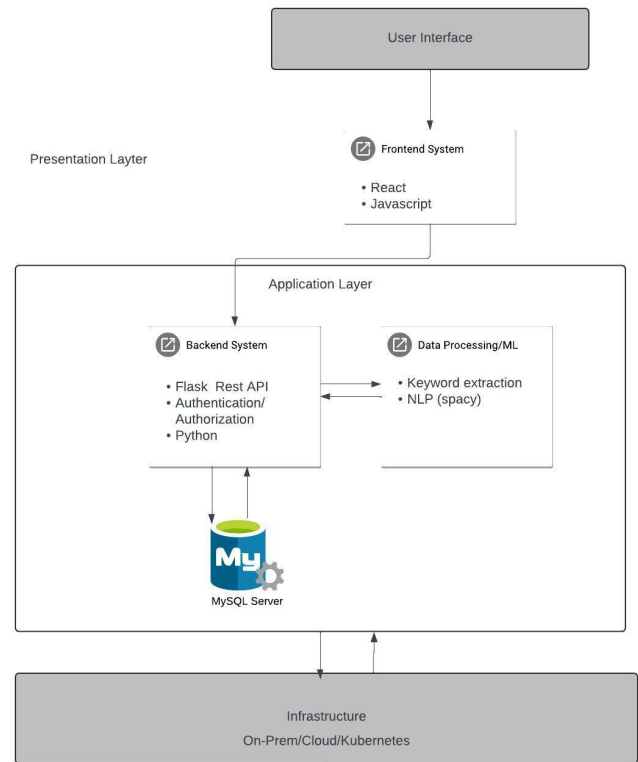 User Interface
Frontend System
Presentation Layter
• React
• Javascript
Application Layer
Backend System
• Flask Rest API
• Authentication/
Authorization
• Python
Data Processing/ML
• Keyword extraction
• NLP (spacy)
My
MySQL Server
Infrastructure
On-Prem/Cloud/Kubernetes